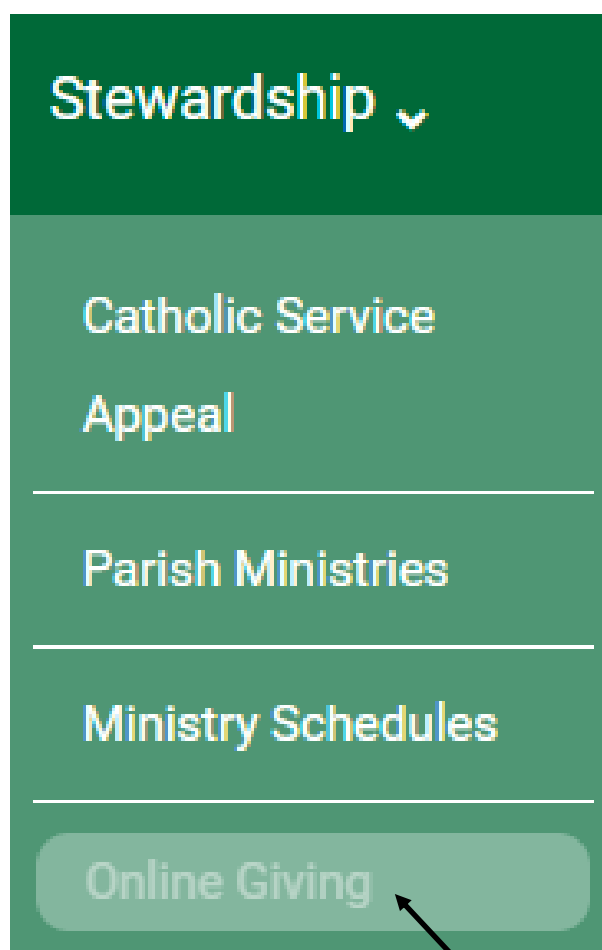 Stewardship
Catholic Service
Appeal
Parish Ministries
Ministry Schedules
Online Giving